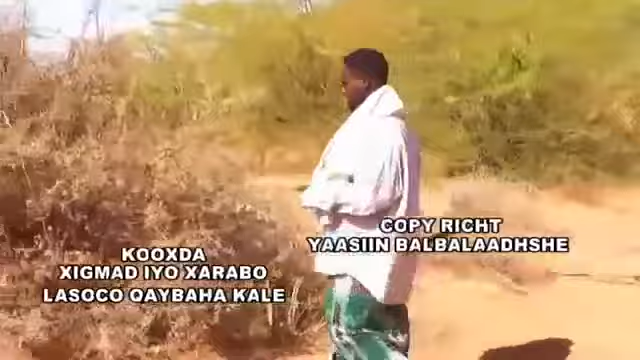 KOOXDA
XIGMAD IYO XARABO
LASOCO QAYBAHA KALE
COPY RICHT
YAASIIN BALBALAADHSHE